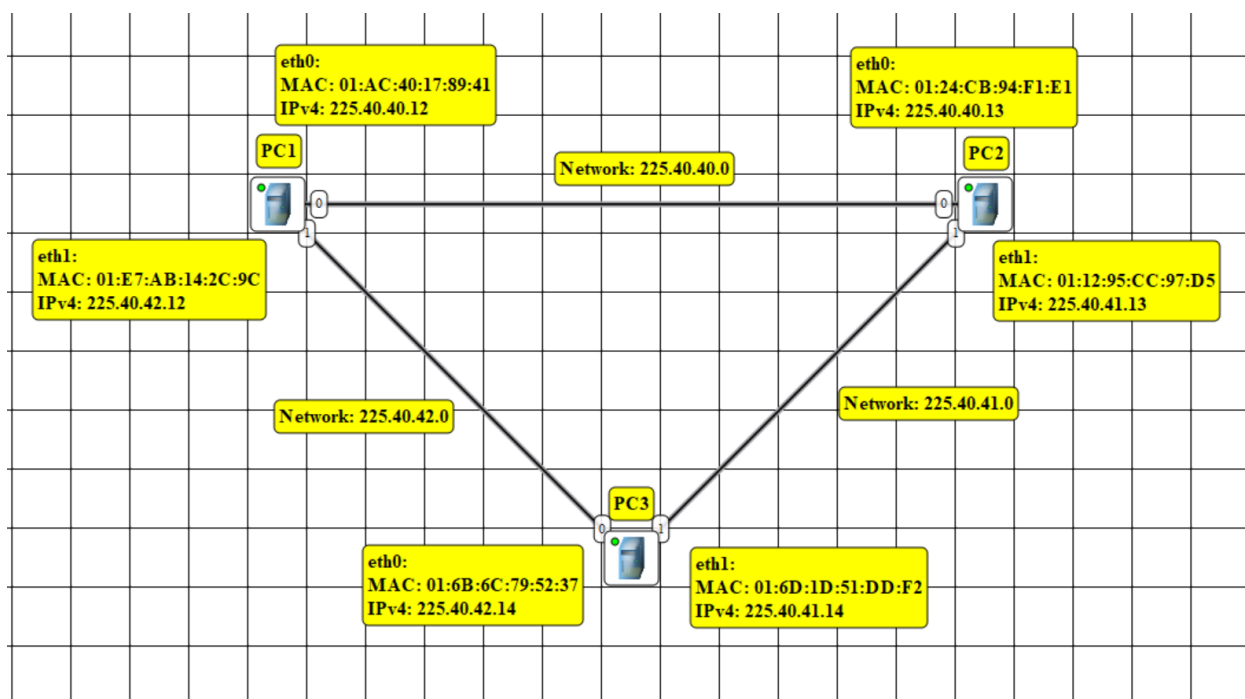 eth0:
MAC: 01:AC:40:17:89:41
IPv4: 225.40.40.12
eth0:
MAC: 01:24:CB:94:F1:E1
IPv4: 225.40.40.13
PC1
Network: 225.40.40.0
PC2
0
0
1
1
eth1:
MAC: 01:E7:AB:14:2C:9C
IPv4: 225.40.42.12
eth1:
MAC: 01:12:95:CC:97:D5
IPv4: 225.40.41.13
Network: 225.40.42.0
Network: 225.40.41.0
PC3
0
1
eth0:
MAC: 01:6B:6C:79:52:37
IPv4: 225.40.42.14
eth1:
MAC: 01:6D:1D:51:DD:F2
IPv4: 225.40.41.14